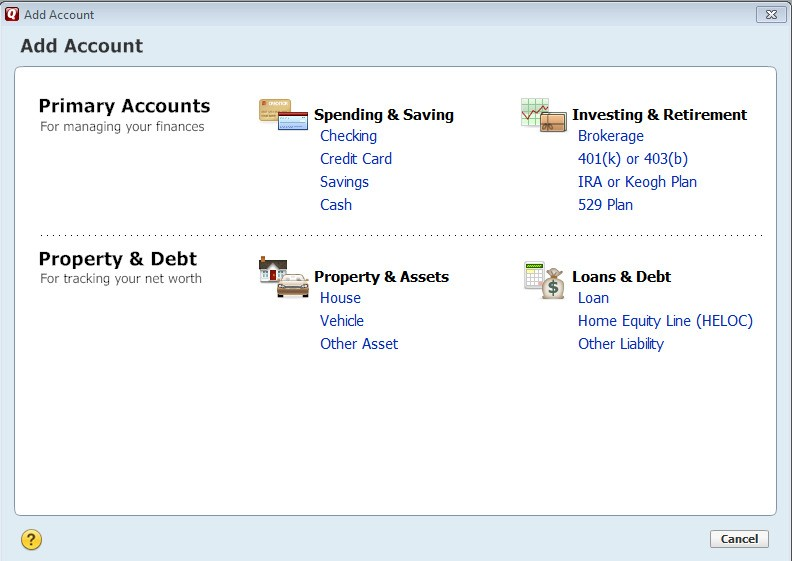 Add Account
Add Account
Primary Accounts
For managing your finances
Spending & Saving
Checking
Credit Card
Savings
Cash
Investing & Retirement
Brokerage
401(k) or 403(b)
IRA or Keogh Plan
529 Plan
Property & Debt
For tracking your net worth
Property & Assets
House
Vehicle
Other Asset
Loans & Debt
Loan
Home Equity Line (HELOC)
Other Liability
?
Cancel